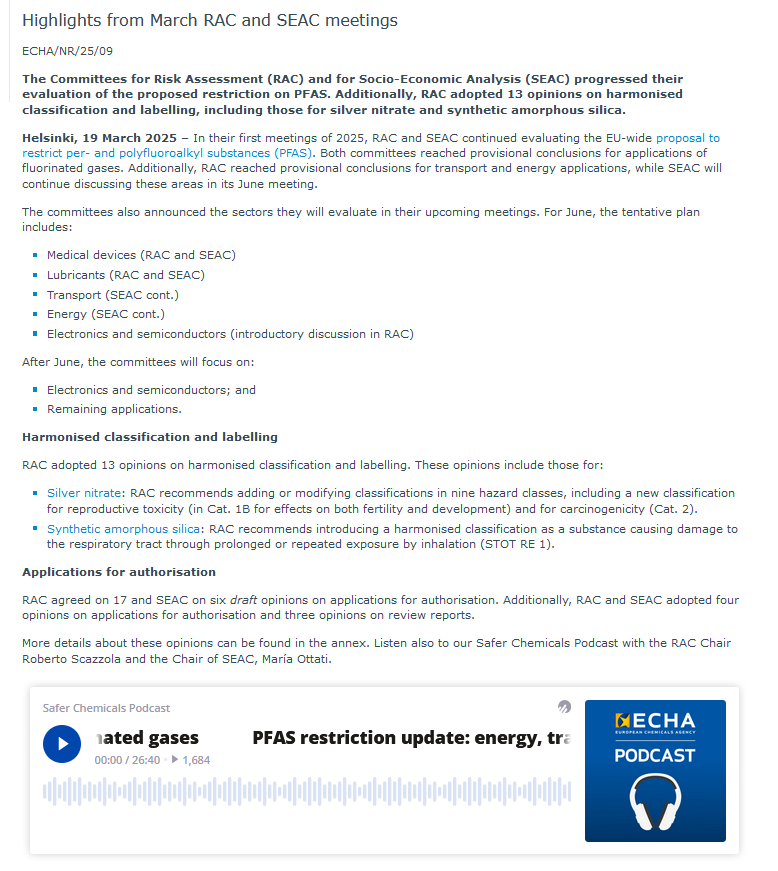 Highlights from March RAC and SEAC meetings
ECHA/NR/25/09
The Committees for Risk Assessment (RAC) and for Socio-Economic Analysis (SEAC) progressed their
evaluation of the proposed restriction on PFAS. Additionally, RAC adopted 13 opinions on harmonised
classification and labelling, including those for silver nitrate and synthetic amorphous silica.
Helsinki, 19 March 2025 – In their first meetings of 2025, RAC and SEAC continued evaluating the EU-wide proposal to
restrict per- and polyfluoroalkyl substances (PFAS). Both committees reached provisional conclusions for applications of
fluorinated gases. Additionally, RAC reached provisional conclusions for transport and energy applications, while SEAC will
continue discussing these areas in its June meeting.
The committees also announced the sectors they will evaluate in their upcoming meetings. For June, the tentative plan
includes:
Medical devices (RAC and SEAC)
Lubricants (RAC and SEAC)
Transport (SEAC cont.)
Energy (SEAC cont.)
Electronics and semiconductors (introductory discussion in RAC)
After June, the committees will focus on:
Electronics and semiconductors; and
Remaining applications.
Harmonised classification and labelling
RAC adopted 13 opinions on harmonised classification and labelling. These opinions include those for:
Silver nitrate: RAC recommends adding or modifying classifications in nine hazard classes, including a new classification
for reproductive toxicity (in Cat. 1B for effects on both fertility and development) and for carcinogenicity (Cat. 2).
Synthetic amorphous silica: RAC recommends introducing a harmonised classification as a substance causing damage to
the respiratory tract through prolonged or repeated exposure by inhalation (STOT RE 1).
Applications for authorisation
RAC agreed on 17 and SEAC on six draft opinions on applications for authorisation. Additionally, RAC and SEAC adopted four
opinions on applications for authorisation and three opinions on review reports.
More details about these opinions can be found in the annex. Listen also to our Safer Chemicals Podcast with the RAC Chair
Roberto Scazzola and the Chair of SEAC, María Ottati.
Safer Chemicals Podcast
nated gases PFAS restriction update: energy, tra
00:00 / 26:40 · 1,684
ECHA
EUROPEAN CHEMICALS AGENCY
PODCAST